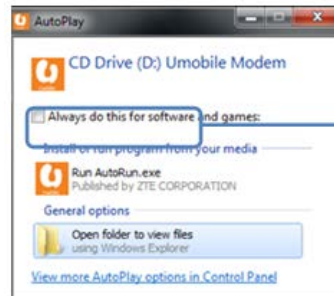 AutoPlay
CD Drive (D:) Umobile Modem
Always do this for software and games:
Install or run program from your media
Run AutoRun.exe
Published by ZTE CORPORATION
General options
Open folder to view files
using Windows Explorer
View more AutoPlay options in Control Panel